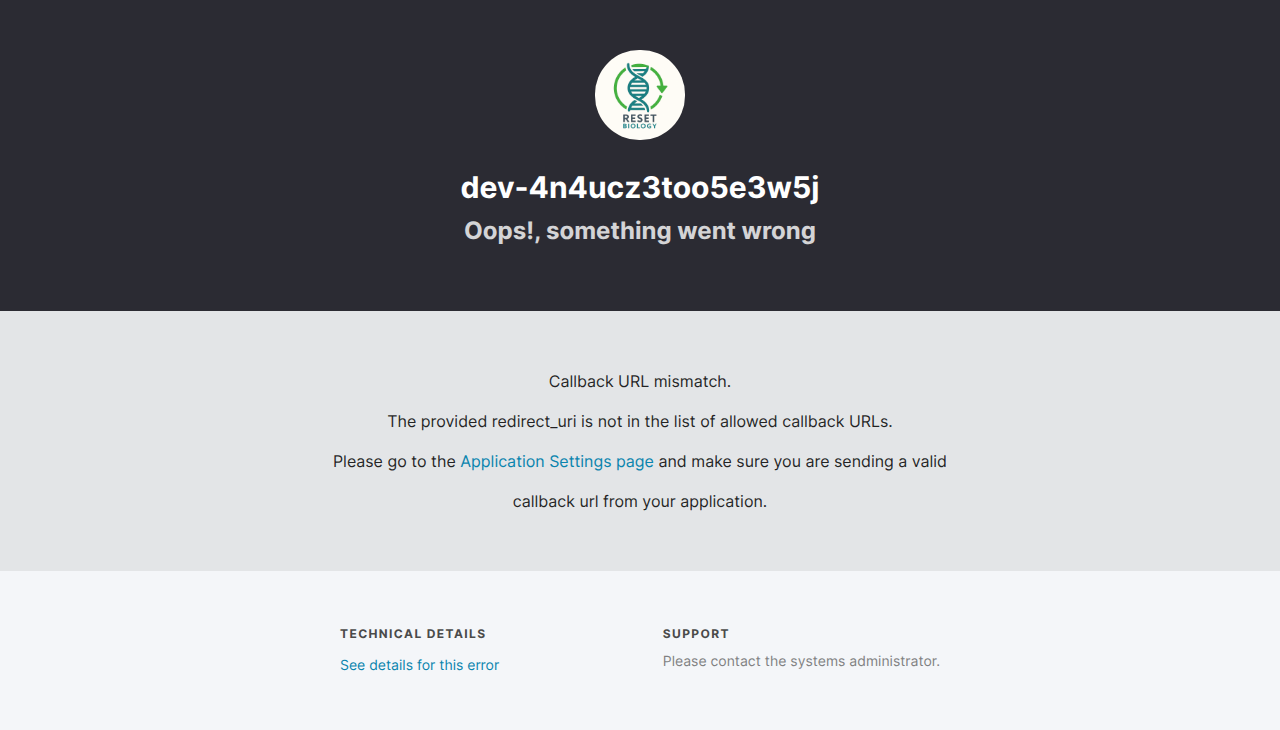 RESET
BIOLOGY
dev-4n4ucz3too5e3w5j
Oops!, something went wrong
Callback URL mismatch.
The provided redirect_uri is not in the list of allowed callback URLs.
Please go to the Application Settings page and make sure you are sending a valid
callback url from your application.
TECHNICAL DETAILS
See details for this error
SUPPORT
Please contact the systems administrator.